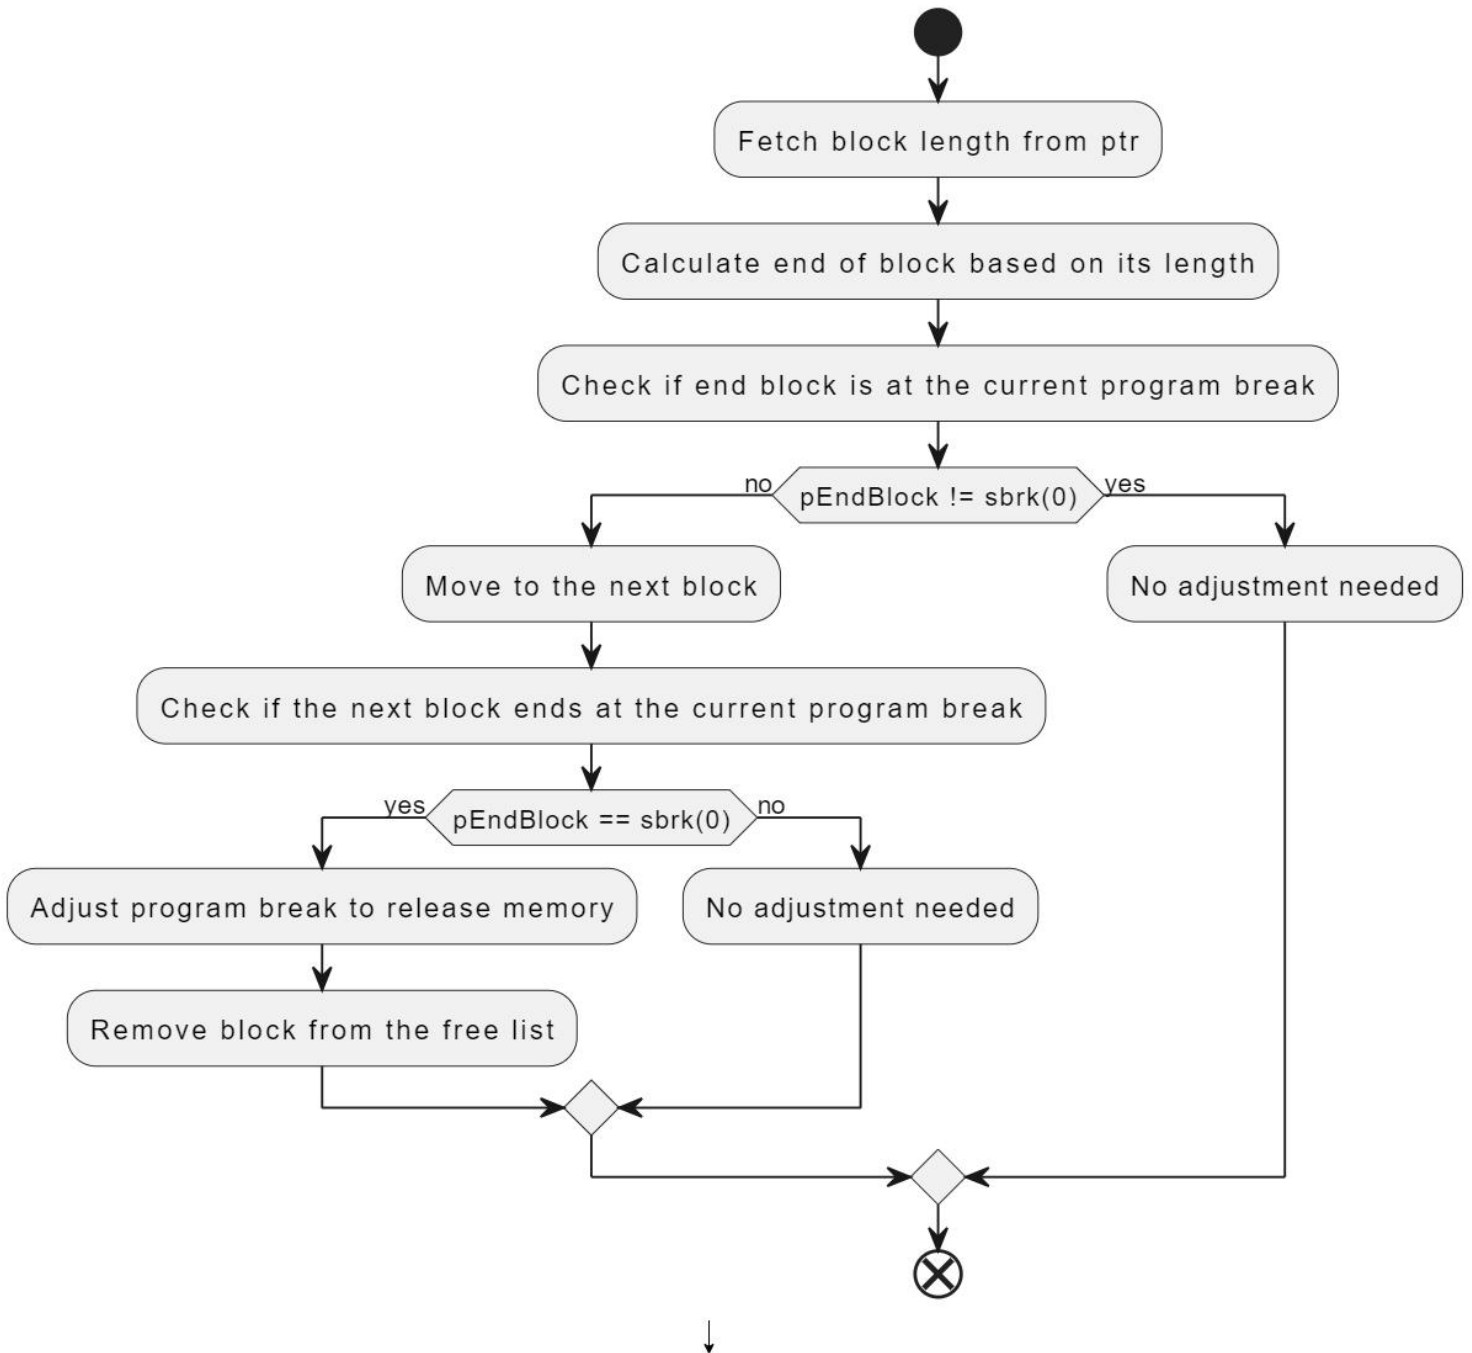 Fetch block length from ptr
Calculate end of block based on its length
Check if end block is at the current program break
no
pEndBlock != sbrk(0)
yes
Move to the next block
No adjustment needed
Check if the next block ends at the current program break
yes
pEndBlock == sbrk(0)
no
Adjust program break to release memory
No adjustment needed
Remove block from the free list